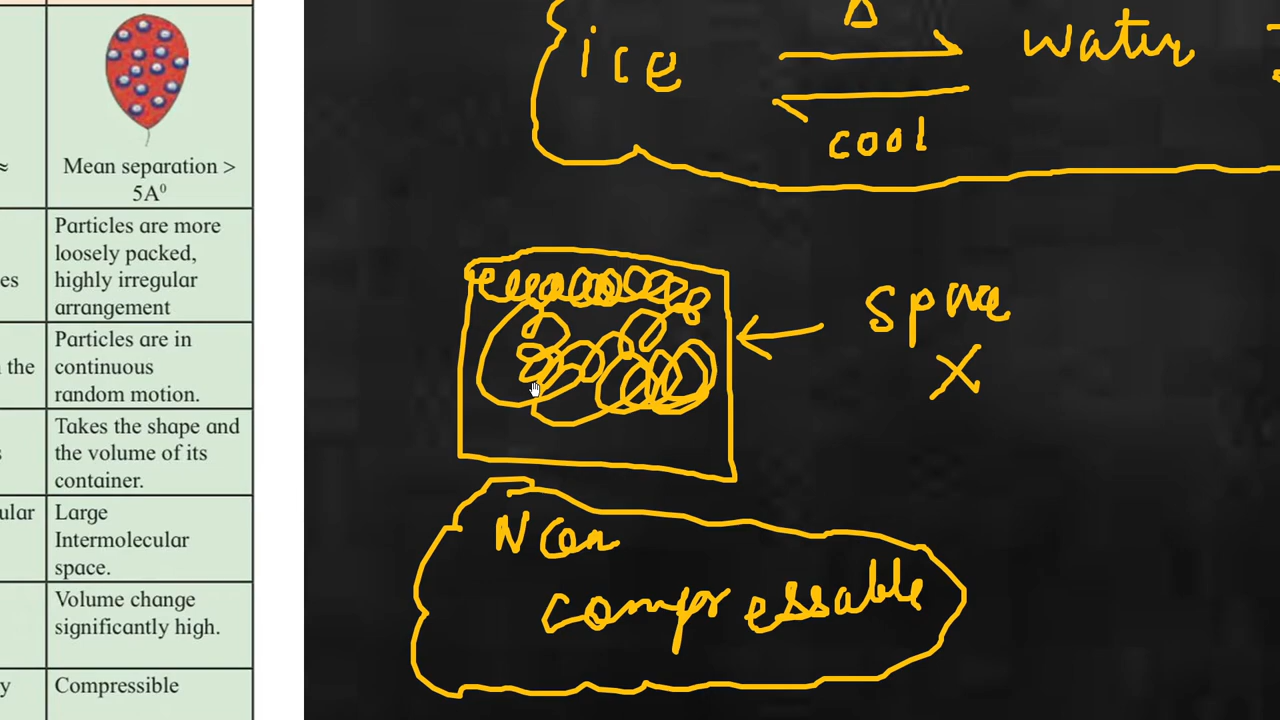 ≈
Mean separation >
5A⁰
Particles are more
loosely packed,
es highly irregular
arrangement
Particles are in
the continuous
random motion.
Takes the shape and
s the volume of its
container.
ular Large
Intermolecular
space.
Volume change
significantly high.
y Compressible
ice Δ water
cool
space
X
Non
compressable